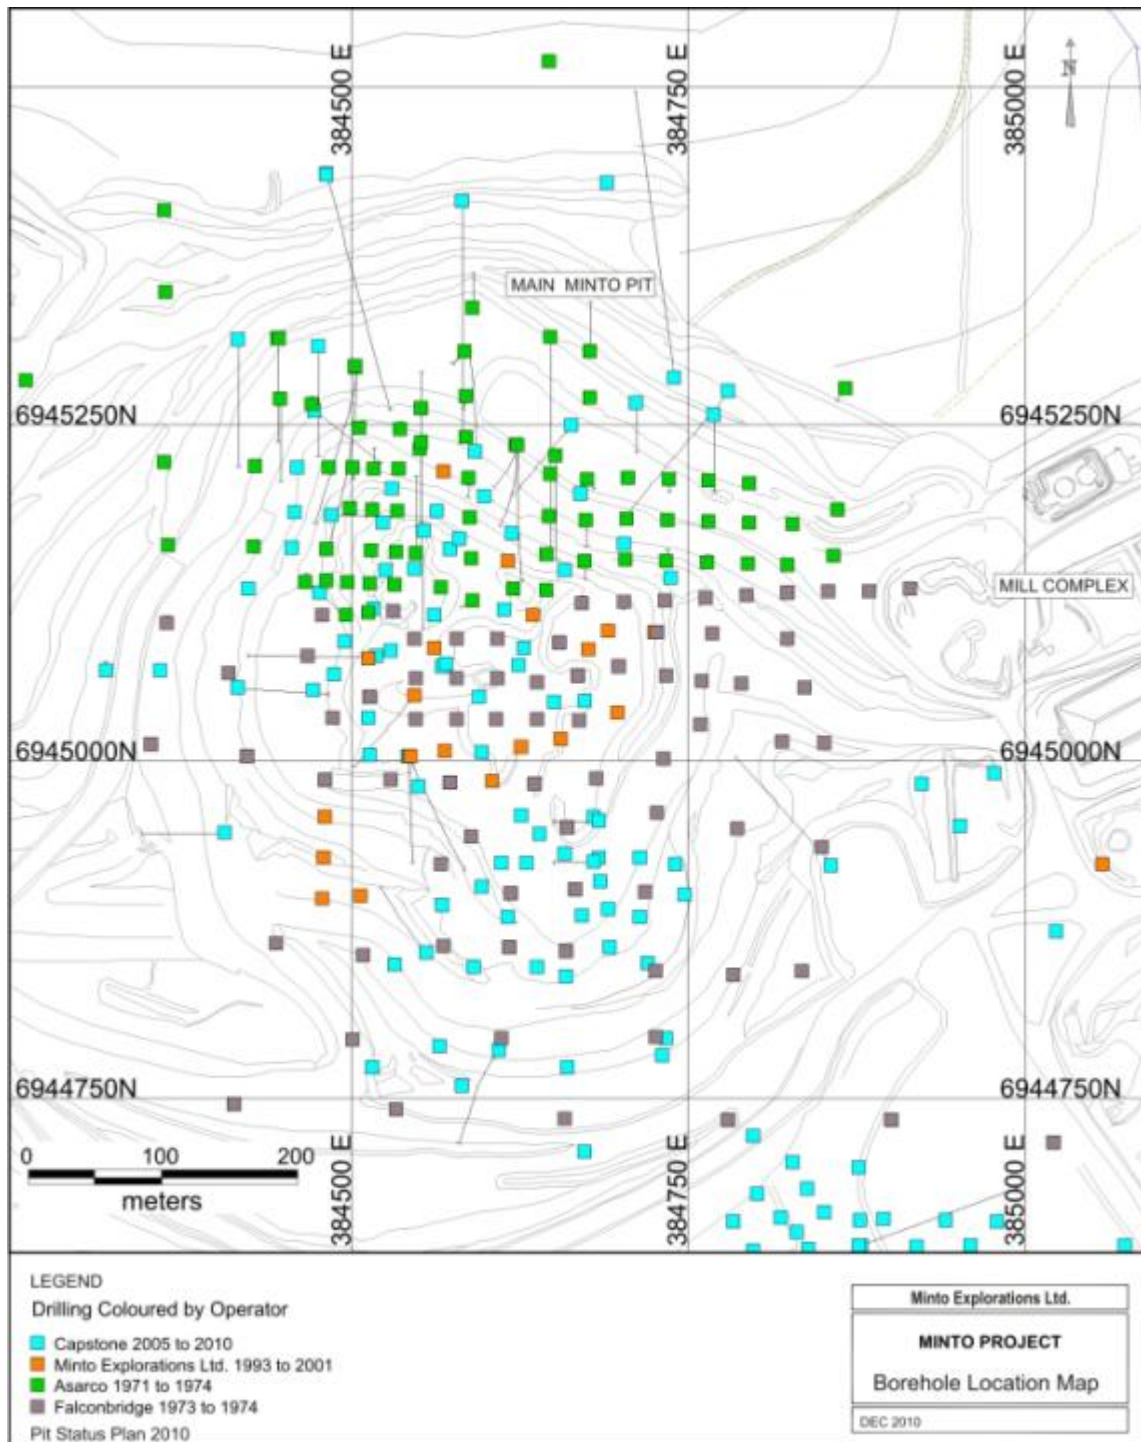 384500 E
384750 E
385000 E
N
MAIN MINTO PIT
6945250N
6945250N
MILL COMPLEX
6945000N
6945000N
6944750N
6944750N
0 100 200
meters
384500 E
384750 E
385000 E
LEGEND
Drilling Coloured by Operator
Capstone 2005 to 2010
Minto Explorations Ltd. 1993 to 2001
Asarco 1971 to 1974
Falconbridge 1973 to 1974
Pit Status Plan 2010
Minto Explorations Ltd.
MINTO PROJECT
Borehole Location Map
DEC 2010